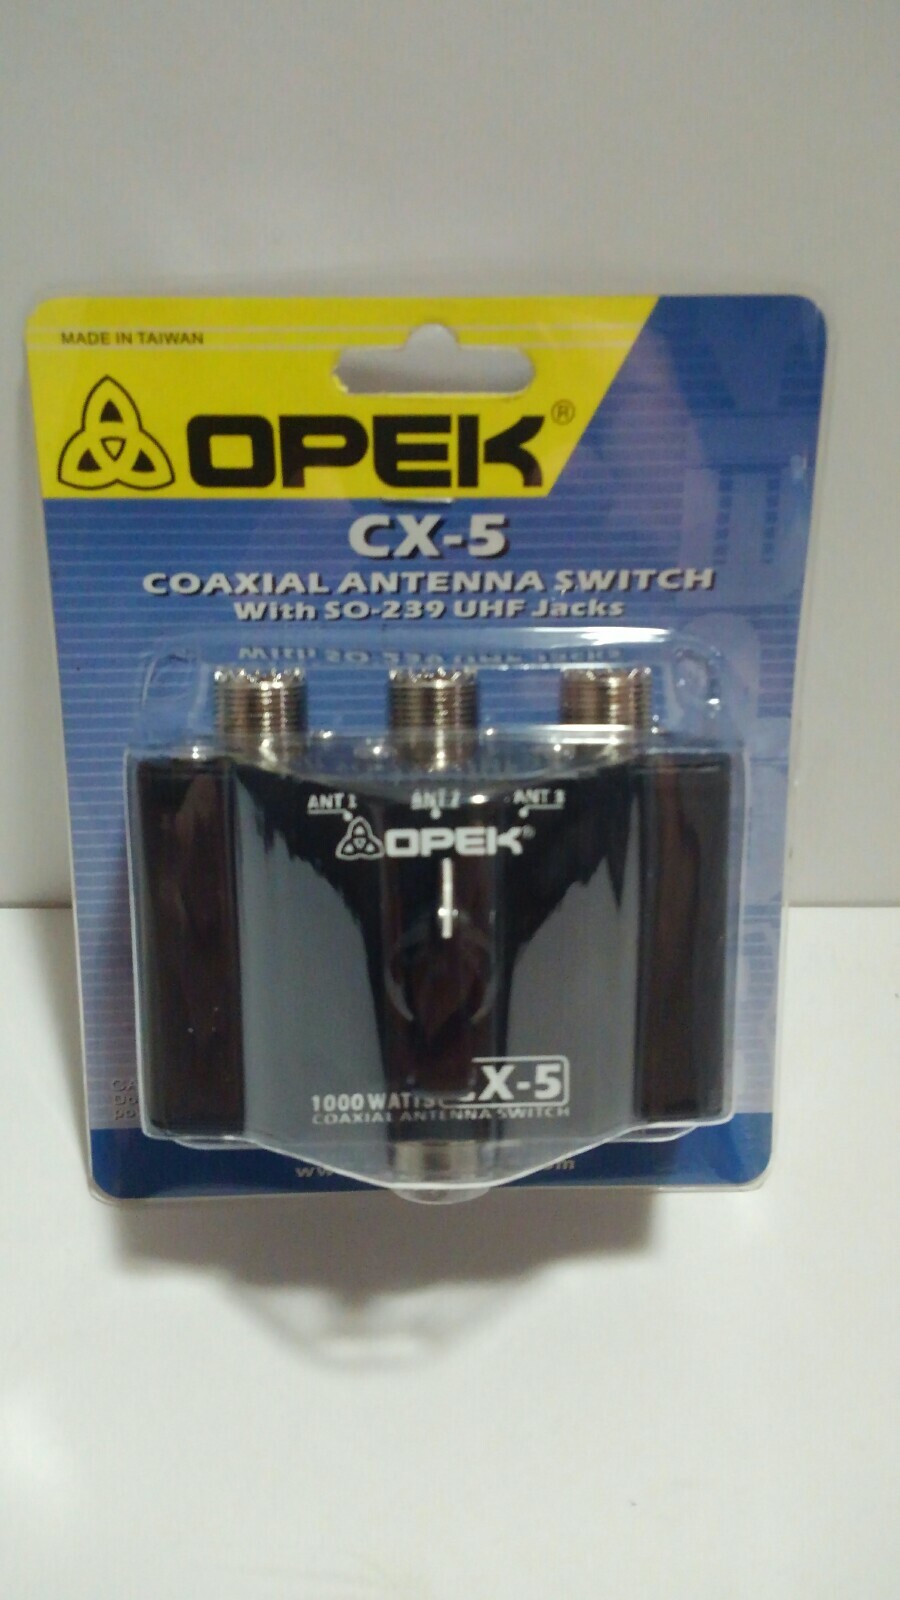 MADE IN TAIWAN
OPEK®
CX-5
COAXIAL ANTENNA SWITCH
With SO-239 UHF Jacks
ANT 1 ANT 2 ANT 3
OPEK®
X-5
1000 WATTS
COAXIAL ANTENNA SWITCH